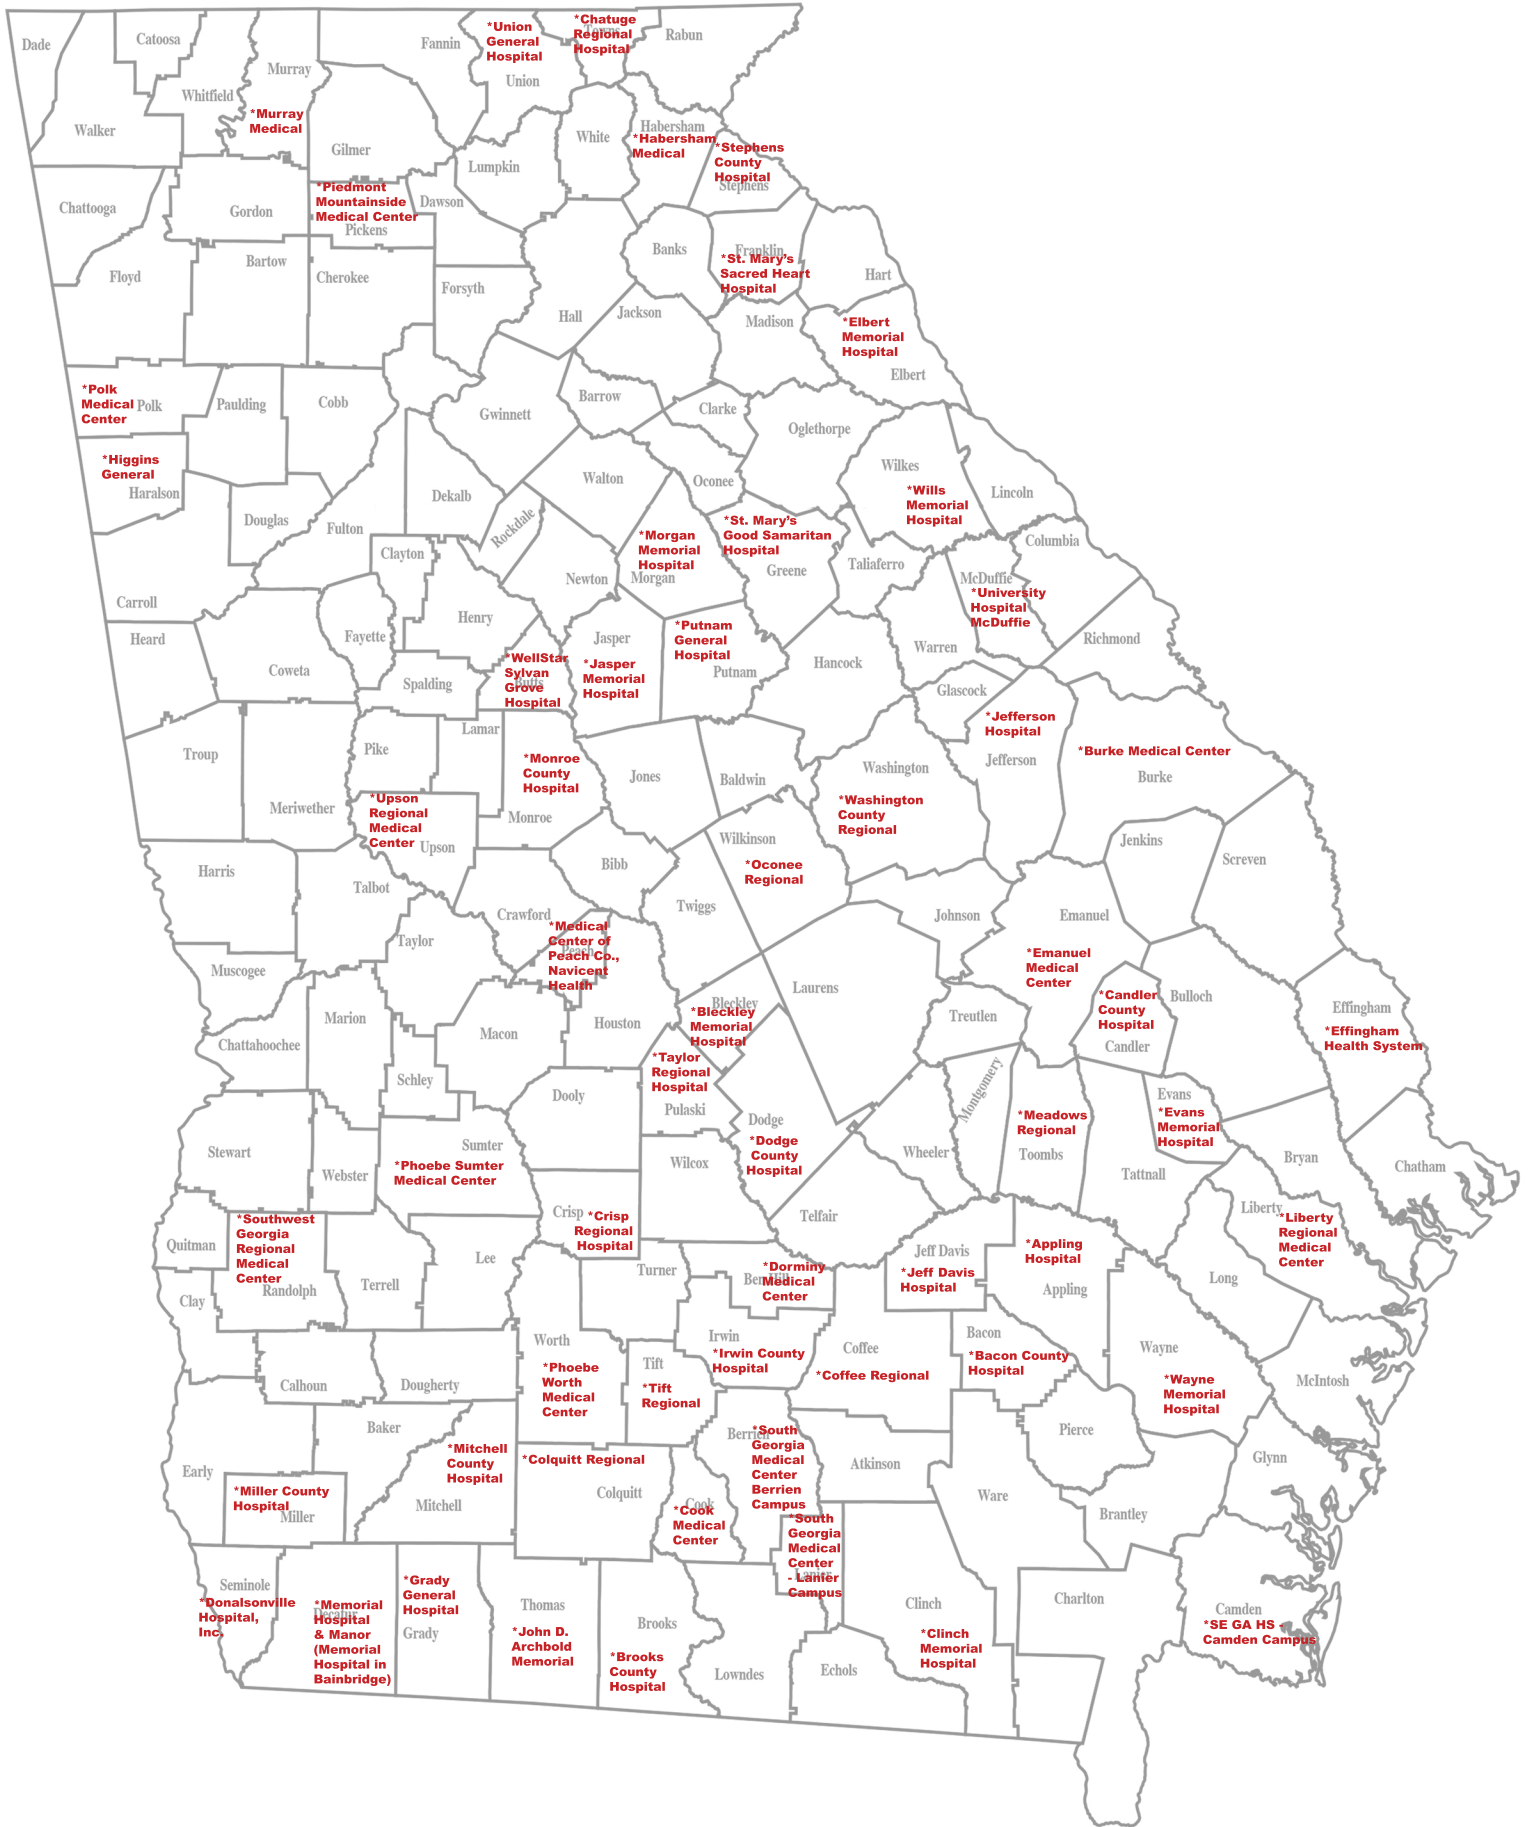 Dade
Catoosa
Fannin
*Union
General
Hospital
Union
*Chatuge
Towns
Regional
Hospital
Rabun
Murray
Whitfield
*Murray
Medical
Walker
Gilmer
Lumpkin
White
Habersham
*Habersham
Medical
*Stephens
County
Hospital
Stephens
Chattooga
Gordon
*Piedmont
Mountainside
Medical Center
Pickens
Dawson
Banks
Franklin
*St. Mary's
Sacred Heart
Hospital
Hart
Floyd
Bartow
Cherokee
Forsyth
Hall
Jackson
Madison
*Elbert
Memorial
Hospital
Elbert
*Polk
Medical
Center
Polk
Paulding
Cobb
Gwinnett
Barrow
Clarke
Oglethorpe
*Higgins
General
Haralson
Douglas
Fulton
Dekalb
Rockdale
Walton
Oconee
Wilkes
*Wills
Memorial
Hospital
Lincoln
Columbia
Clayton
Newton
*Morgan
Memorial
Hospital
Morgan
*St. Mary's
Good Samaritan
Hospital
Greene
Taliaferro
McDuffie
*University
Hospital
McDuffie
Carroll
Heard
Coweta
Fayette
Henry
Spalding
*WellStar
Sylvan
Grove
Hospital
Butts
Jasper
*Jasper
Memorial
Hospital
*Putnam
General
Hospital
Putnam
Hancock
Warren
Glascock
Richmond
*Jefferson
Hospital
Jefferson
*Burke Medical Center
Burke
Troup
Meriwether
Pike
Lamar
*Monroe
County
Hospital
Monroe
Jones
Baldwin
Washington
*Washington
County
Regional
*Upson
Regional
Medical
Center
Upson
Wilkinson
*Oconee
Regional
Jenkins
Screven
Harris
Talbot
Bibb
Twiggs
Crawford
Taylor
*Medical
Center of
Peach Co.,
Navicent
Health
Peach
Johnson
Emanuel
*Emanuel
Medical
Center
Muscogee
Marion
Macon
Houston
Laurens
Bleckley
*Bleckley
Memorial
Hospital
Treutlen
*Candler
County
Hospital
Candler
Bulloch
Effingham
*Effingham
Health System
Chattahoochee
Schley
Dooly
*Taylor
Regional
Hospital
Pulaski
Dodge
*Dodge
County
Hospital
Montgomery
Wheeler
*Meadows
Regional
Toombs
Evans
*Evans
Memorial
Hospital
Tattnall
Bryan
Chatham
Stewart
Webster
Sumter
*Phoebe Sumter
Medical Center
Wilcox
Crisp
*Crisp
Regional
Hospital
Telfair
Quitman
*Southwest
Georgia
Regional
Medical
Center
Randolph
Terrell
Lee
Turner
Ben Hill
*Dorminy
Medical
Center
Jeff Davis
*Jeff Davis
Hospital
*Appling
Hospital
Appling
Long
Liberty
*Liberty
Regional
Medical
Center
Clay
Calhoun
Dougherty
Worth
*Phoebe
Worth
Medical
Center
Tift
*Tift
Regional
Irwin
*Irwin County
Hospital
Coffee
*Coffee Regional
Bacon
*Bacon County
Hospital
Wayne
*Wayne
Memorial
Hospital
McIntosh
Early
Baker
*Mitchell
County
Hospital
Mitchell
*Miller County
Hospital
Miller
*Colquitt Regional
Colquitt
Cook
*Cook
Medical
Center
Berrien
*South
Georgia
Medical
Center
Berrien
Campus
Atkinson
Ware
Pierce
Brantley
Glynn
*South
Georgia
Medical
Center
- Lanier
Campus
Lanier
Seminole
*Donalsonville
Hospital,
Inc.
Decatur
*Memorial
Hospital
& Manor
(Memorial
Hospital in
Bainbridge)
*Grady
General
Hospital
Grady
Thomas
*John D.
Archbold
Memorial
Brooks
*Brooks
County
Hospital
Lowndes
Echols
Clinch
*Clinch
Memorial
Hospital
Charlton
Camden
*SE GA HS -
Camden Campus